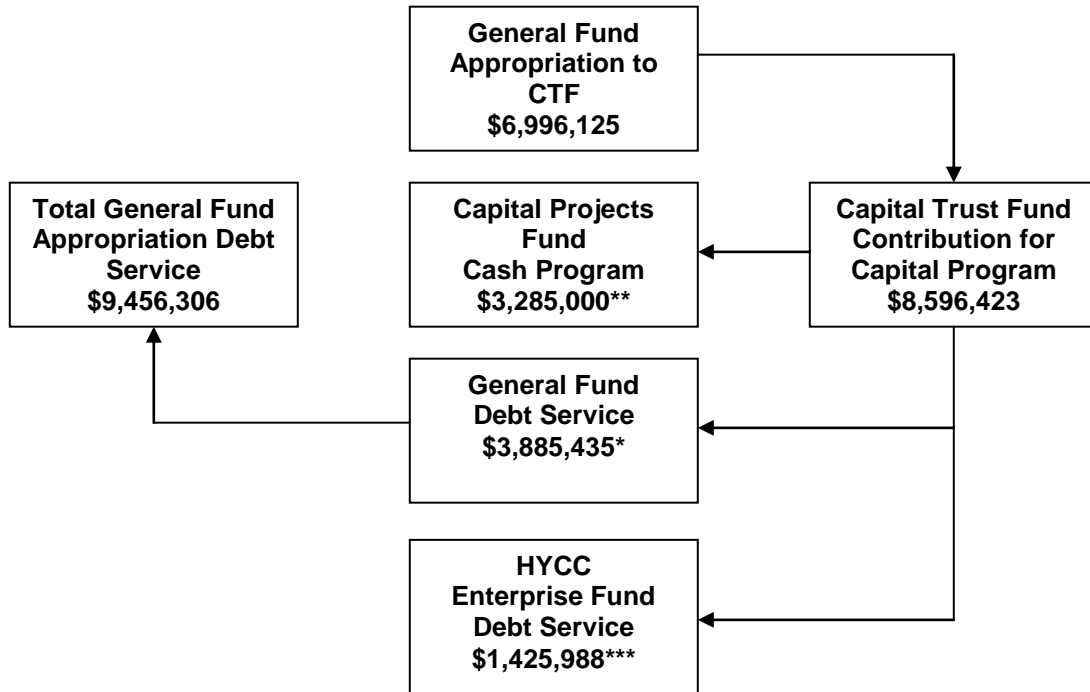 General Fund
Appropriation to
CTF
$6,996,125
Total General Fund
Appropriation Debt
Service
$9,456,306
Capital Projects
Fund
Cash Program
$3,285,000**
Capital Trust Fund
Contribution for
Capital Program
$8,596,423
General Fund
Debt Service
$3,885,435*
HYCC
Enterprise Fund
Debt Service
$1,425,988***